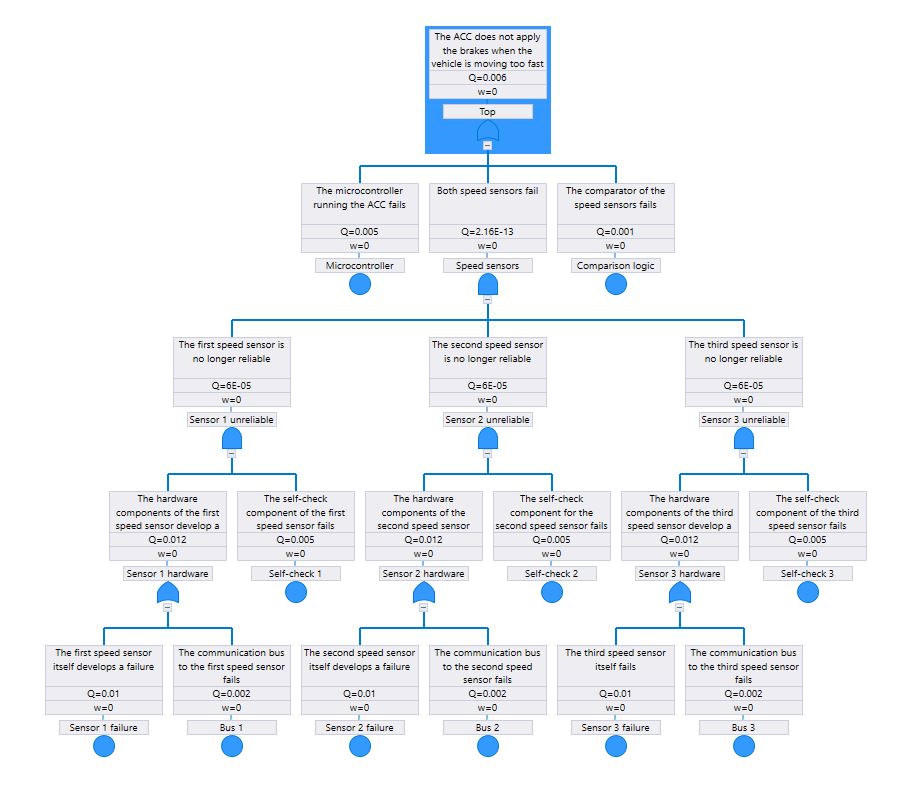 The ACC does not apply
the brakes when the
vehicle is moving too fast
Q=0.006
w=0
Top
The microcontroller
running the ACC fails
Q=0.005
w=0
Microcontroller
Both speed sensors fail
Q=2.16E-13
w=0
Speed sensors
The comparator of the
speed sensors fails
Q=0.001
w=0
Comparison logic
The first speed sensor is
no longer reliable
Q=6E-05
w=0
Sensor 1 unreliable
The second speed sensor
is no longer reliable
Q=6E-05
w=0
Sensor 2 unreliable
The third speed sensor is
no longer reliable
Q=6E-05
w=0
Sensor 3 unreliable
The hardware
components of the first
speed sensor develop a
Q=0.012
w=0
Sensor 1 hardware
The self-check
component of the first
speed sensor fails
Q=0.005
w=0
Self-check 1
The hardware
components of the
second speed sensor
Q=0.012
w=0
Sensor 2 hardware
The self-check
component for the
second speed sensor fails
Q=0.005
w=0
Self-check 2
The hardware
components of the third
speed sensor develop a
Q=0.012
w=0
Sensor 3 hardware
The self-check
component of the third
speed sensor fails
Q=0.005
w=0
Self-check 3
The first speed sensor
itself develops a failure
Q=0.01
w=0
Sensor 1 failure
The communication bus
to the first speed sensor
fails
Q=0.002
w=0
Bus 1
The second speed sensor
itself develops a failure
Q=0.01
w=0
Sensor 2 failure
The communication bus
to the second speed
sensor fails
Q=0.002
w=0
Bus 2
The third speed sensor
itself fails
Q=0.01
w=0
Sensor 3 failure
The communication bus
to the third speed sensor
fails
Q=0.002
w=0
Bus 3